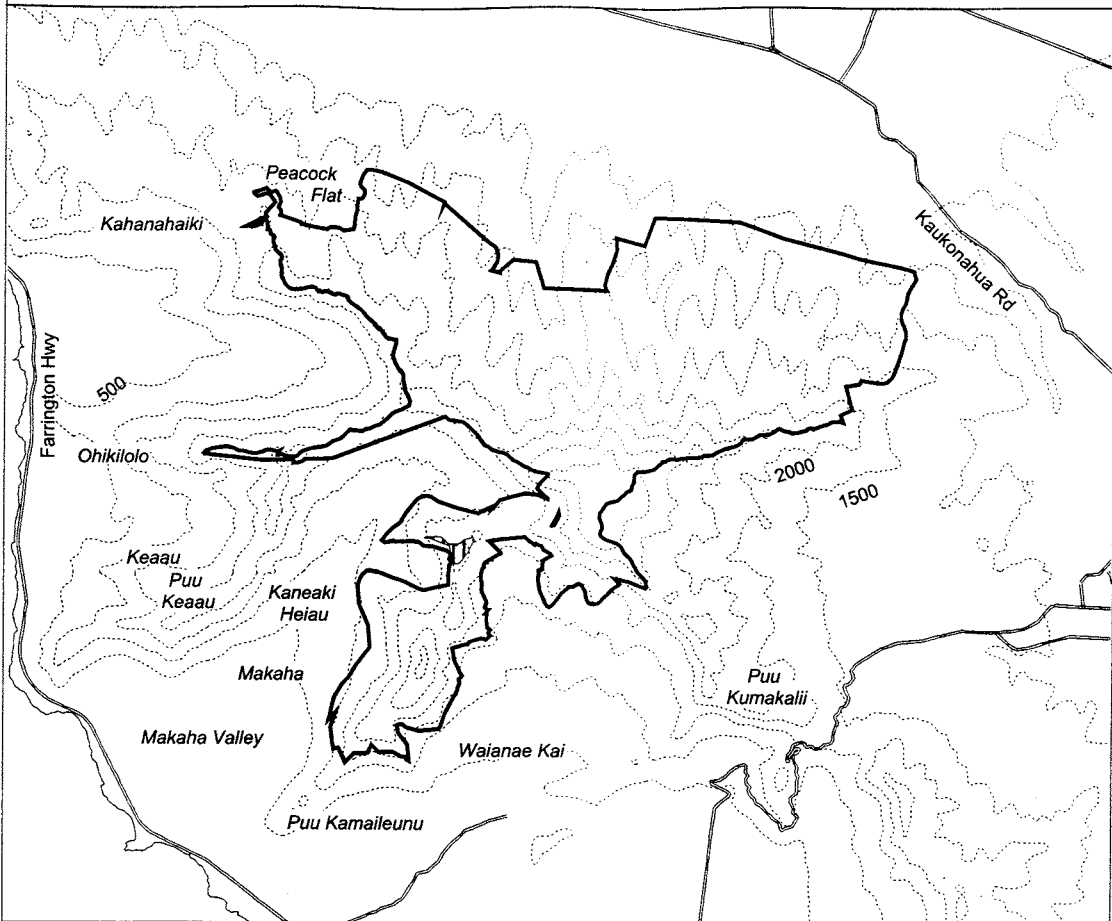 Peacock
Flat
Kahanahaiki
Kaukonahua Rd
Farrington Hwy
500
Ohikilolo
2000
1500
Keaau
Puu
Keaau
Kaneaki
Heiau
Makaha
Puu
Kumakalii
Makaha Valley
Waianae Kai
Puu Kamaileunu